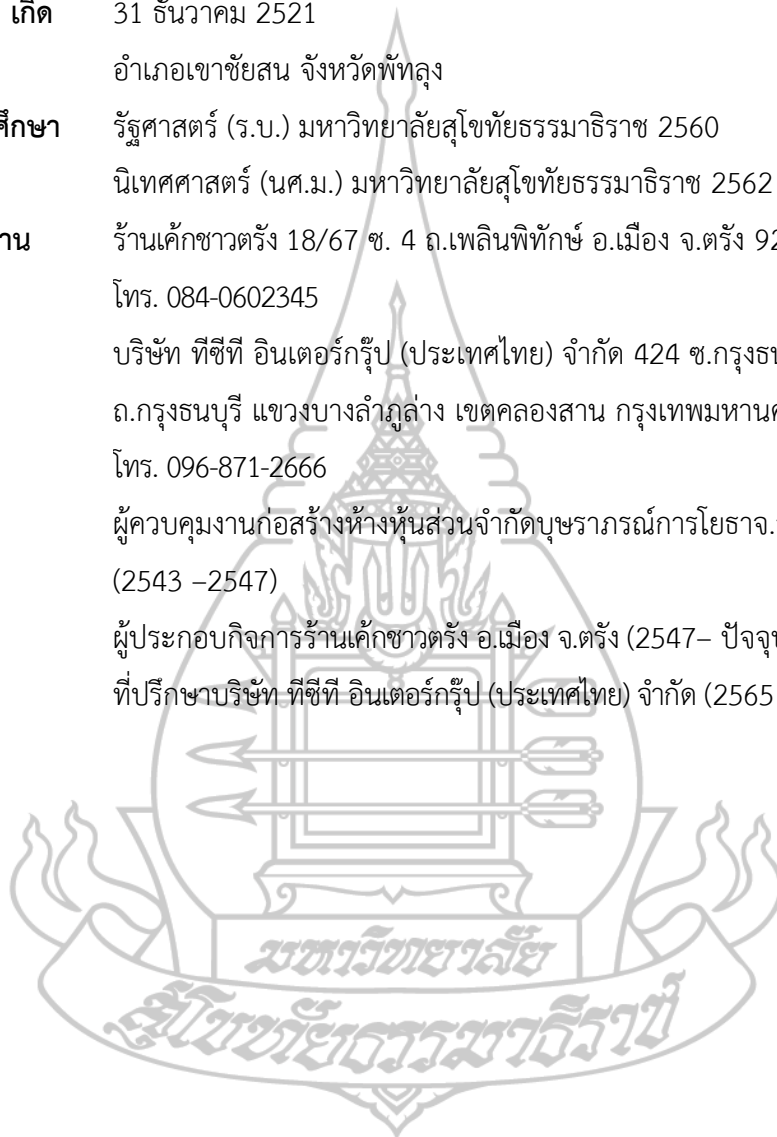 เกิด 31 ธันวาคม 2521
อำเภอเขาชัยสน จังหวัดพัทลุง
ศึกษา รัฐศาสตร์ (ร.บ.) มหาวิทยาลัยสุโขทัยธรรมาธิราช 2560
นิเทศศาสตร์ (นศ.ม.) มหาวิทยาลัยสุโขทัยธรรมาธิราช 2562
าน ร้านเค้กชาวตรัง 18/67 ซ. 4 ถ.เพลินพิทักษ์ อ.เมือง จ.ตรัง 92
โทร. 084-0602345
บริษัท ทีซีที อินเตอร์กรุ๊ป (ประเทศไทย) จำกัด 424 ซ.กรุงธน
ถ.กรุงธนบุรี แขวงบางลำภูล่าง เขตคลองสาน กรุงเทพมหานค
โทร. 096-871-2666
ผู้ควบคุมงานก่อสร้างห้างหุ้นส่วนจำกัดบุษราภรณ์การโยธาจ.
(2543 –2547)
ผู้ประกอบกิจการร้านเค้กชาวตรัง อ.เมือง จ.ตรัง (2547– ปัจจุ
ที่ปรึกษาบริษัท ทีซีที อินเตอร์กรุ๊ป (ประเทศไทย) จำกัด (2565
มหาวิทยาลัย
สุโขทัยธรรมาธิราช